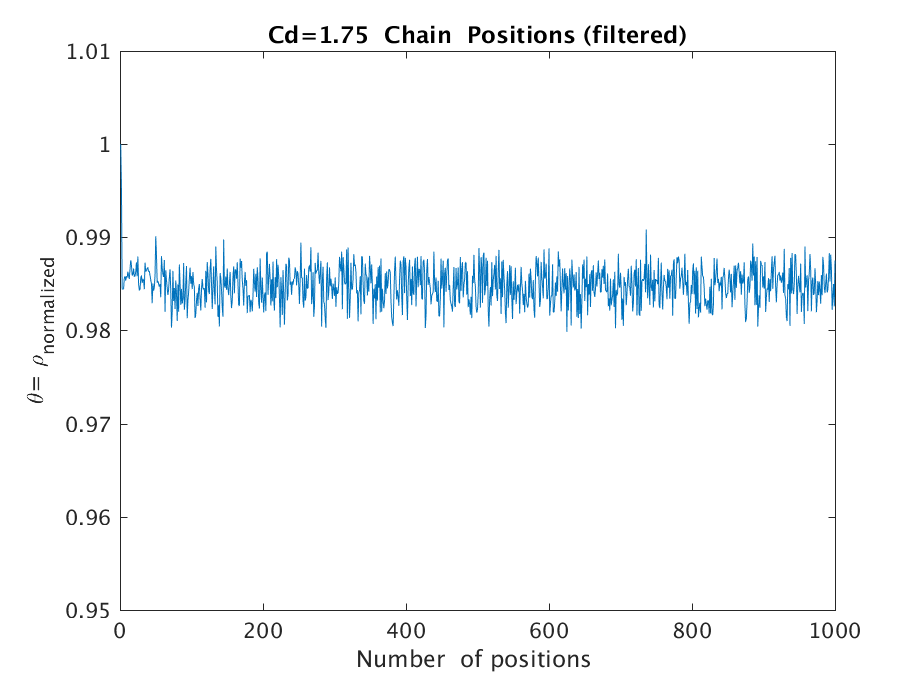 Cd=1.75 Chain Positions (filtered)
1.01
1
0.99
0.98
0.97
0.96
0.95
θ= ρnormalized
0 200 400 600 800 1000
Number of positions